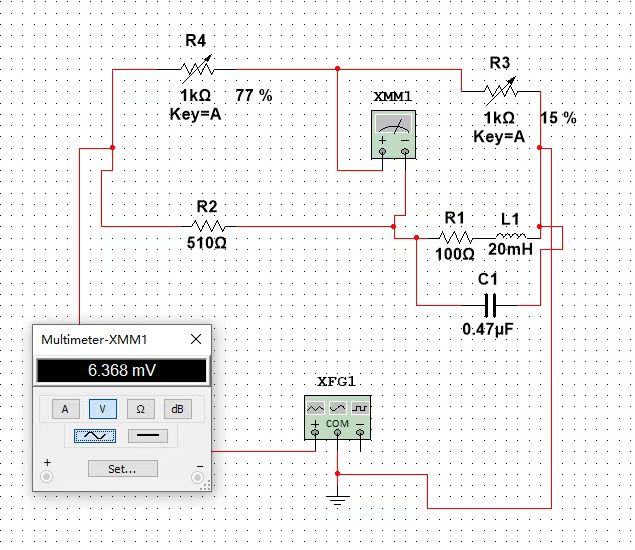 R4
1kΩ
77 %
Key=A
XMM1
+
−
R3
1kΩ
15 %
Key=A
R2
510Ω
R1
100Ω
L1
20mH
C1
0.47µF
Multimeter-XMM1
6.368 mV
A
V
Ω
dB
+
Set...
−
XFG1
+
COM
−